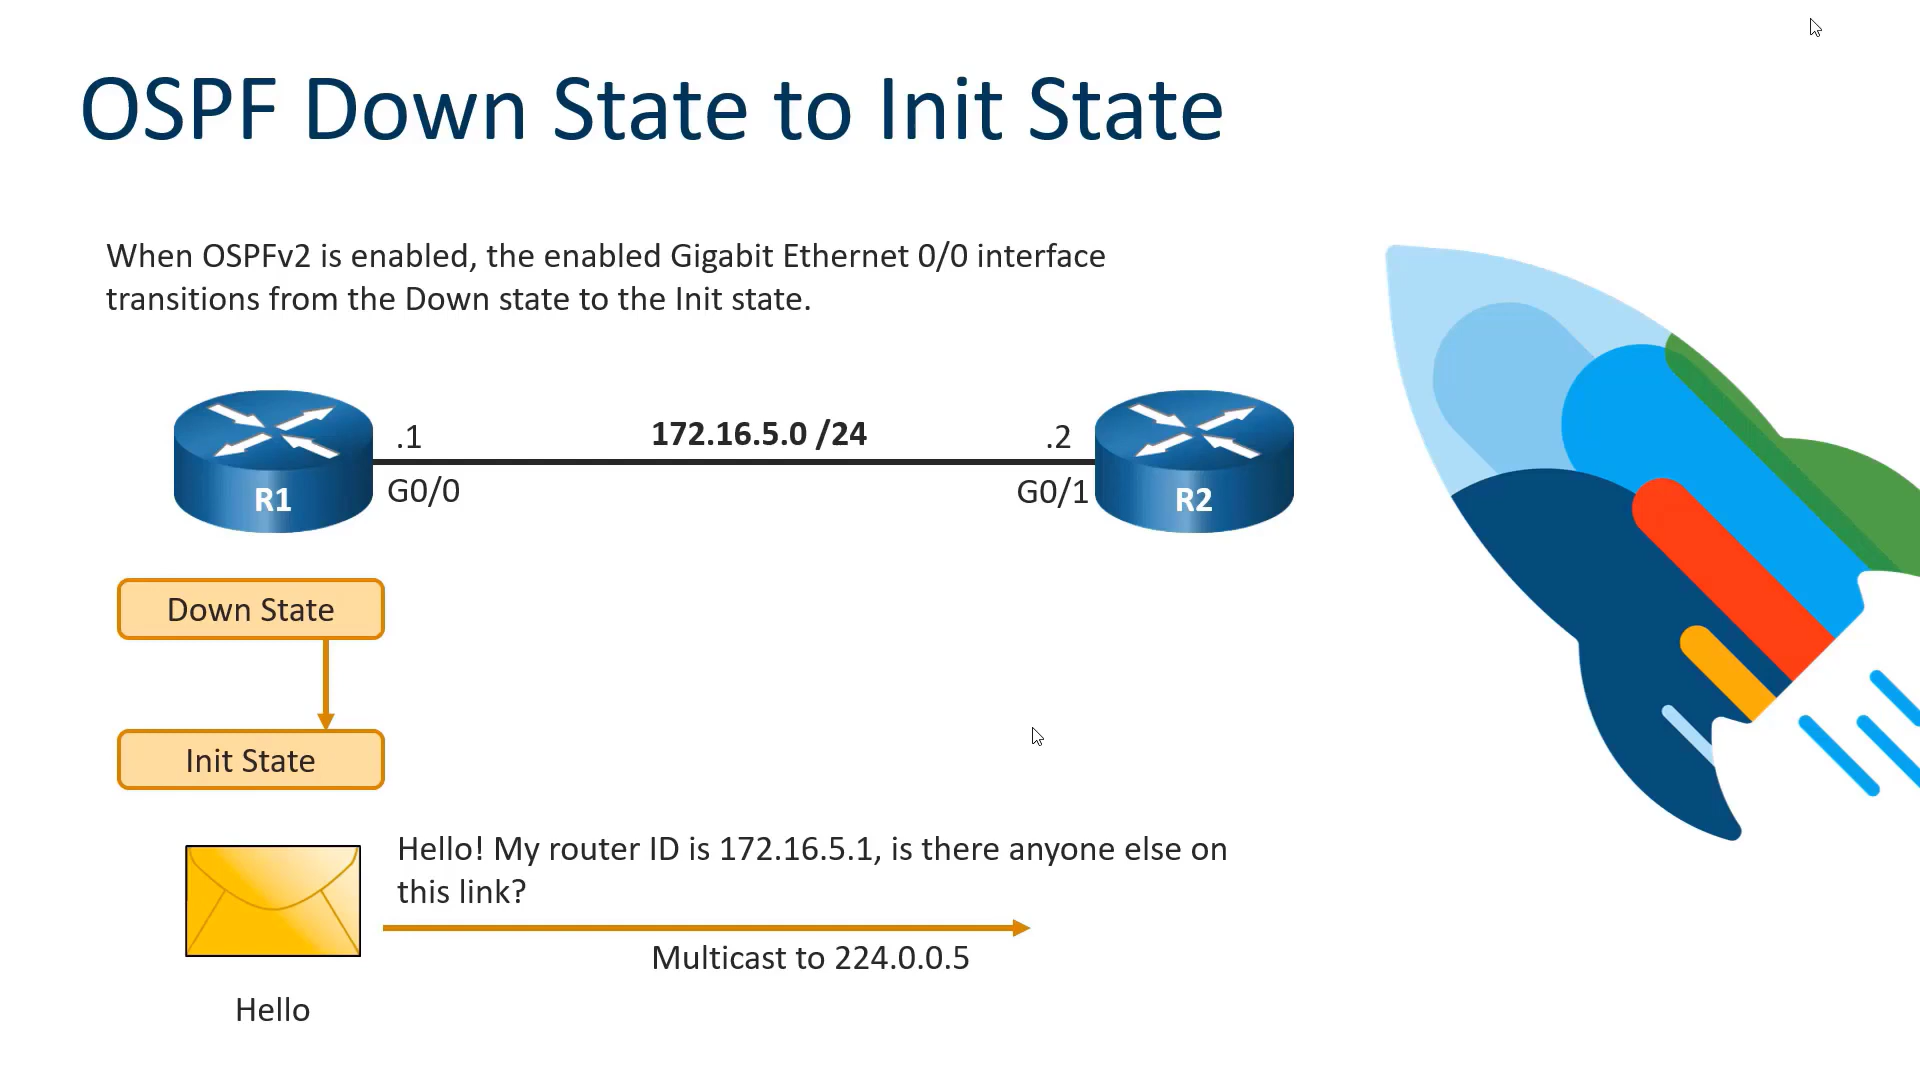 OSPF Down State to Init State
When OSPFv2 is enabled, the enabled Gigabit Ethernet 0/0 interface
transitions from the Down state to the Init state.
.1
172.16.5.0 /24
.2
R1
G0/0
G0/1
R2
Down State
Init State
Hello! My router ID is 172.16.5.1, is there anyone else on
this link?
Multicast to 224.0.0.5
Hello